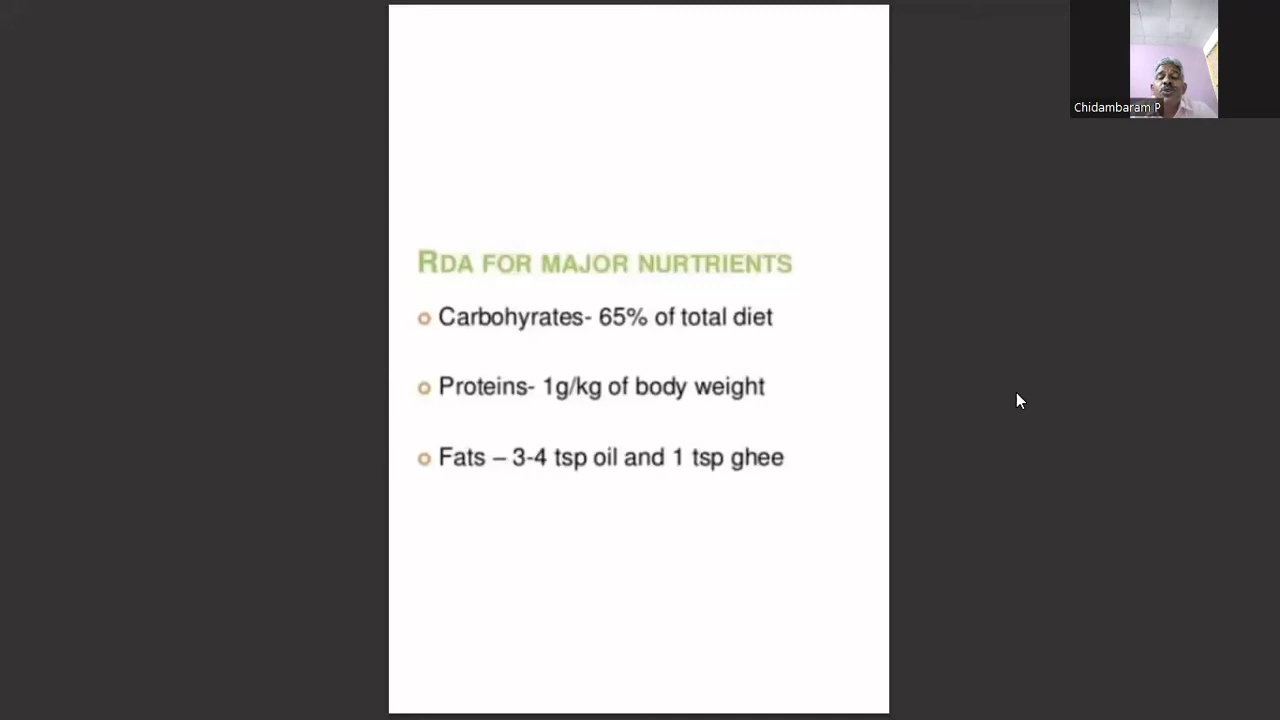 RDA FOR MAJOR NURTRIENTS
Carbohyrates- 65% of total diet
Proteins- 1g/kg of body weight
Fats – 3-4 tsp oil and 1 tsp ghee
Chidambaram P